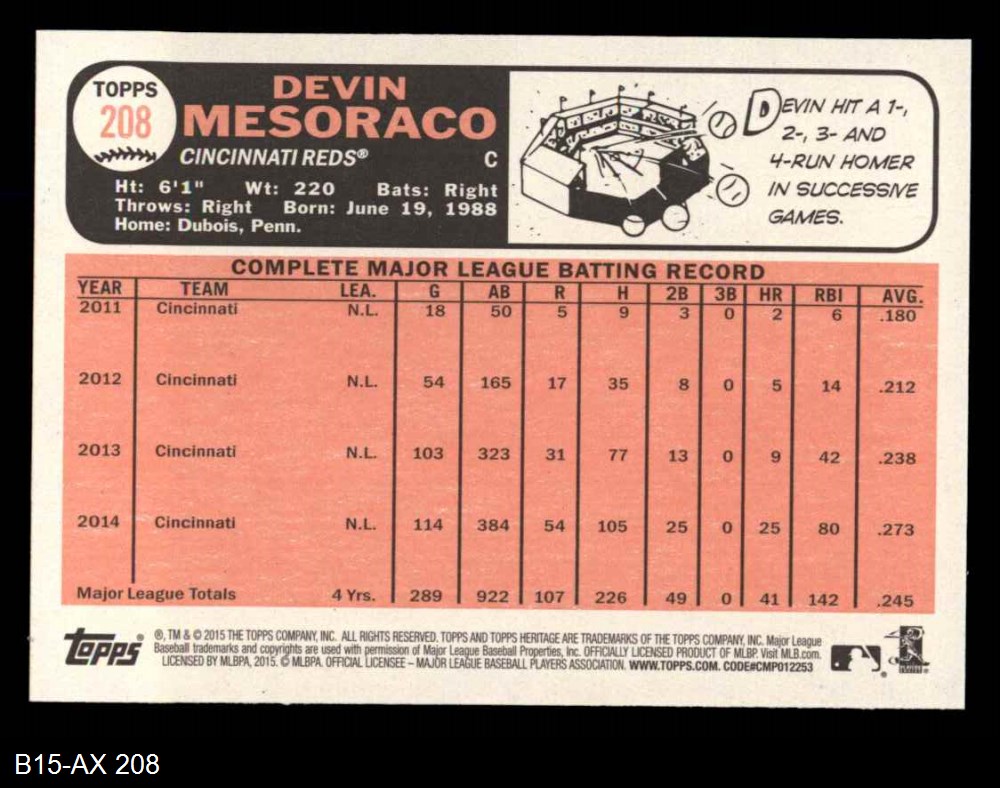 TOPPS
208
DEVIN
MESORACO
CINCINNATI REDS® C
Ht: 6'1" Wt: 220 Bats: Right
Throws: Right Born: June 19, 1988
Home: Dubois, Penn.
DEVIN HIT A 1-,
2-, 3- AND
4-RUN HOMER
IN SUCCESSIVE
GAMES.
COMPLETE MAJOR LEAGUE BATTING RECORD
YEAR TEAM LEA. G AB R H 2B 3B HR RBI AVG.
2011 Cincinnati N.L. 18 50 5 9 3 0 2 6 .180
2012 Cincinnati N.L. 54 165 17 35 8 0 5 14 .212
2013 Cincinnati N.L. 103 323 31 77 13 0 9 42 .238
2014 Cincinnati N.L. 114 384 54 105 25 0 25 80 .273
Major League Totals 4 Yrs. 289 922 107 226 49 0 41 142 .245
Topps®
®, TM & © 2015 THE TOPPS COMPANY, INC. ALL RIGHTS RESERVED. TOPPS AND TOPPS HERITAGE ARE TRADEMARKS OF THE TOPPS COMPANY, INC. Major League
Baseball trademarks and copyrights are used with permission of Major League Baseball Properties, Inc. OFFICIALLY LICENSED PRODUCT OF MLBP. Visit MLB.com.
LICENSED BY MLBPA, 2015. © MLBPA. OFFICIAL LICENSEE – MAJOR LEAGUE BASEBALL PLAYERS ASSOCIATION. WWW.TOPPS.COM. CODE#CMP012253
B15-AX 208